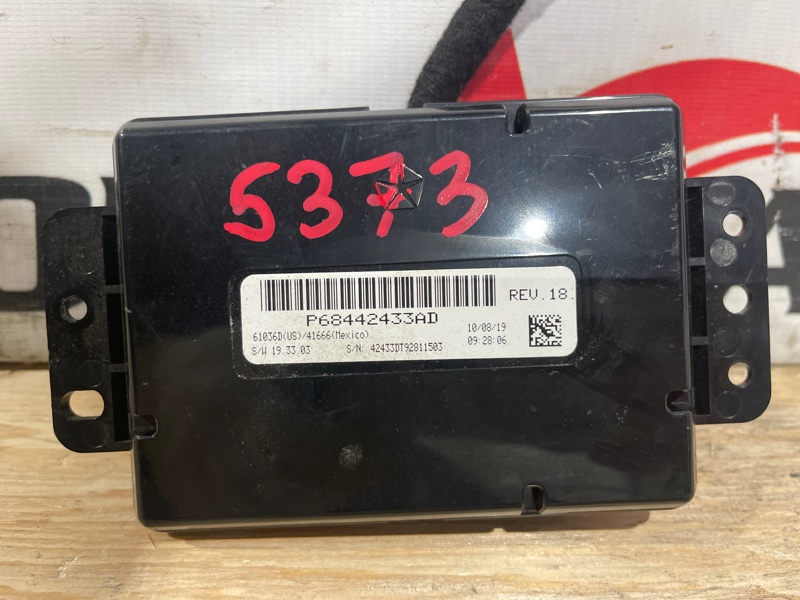 5373
REV.18.
P68442433AD
61036D(US)/41666(Mexico) 10/08/19
S/W 19.33.03 S/N: 42433DT92811503 09:28:06